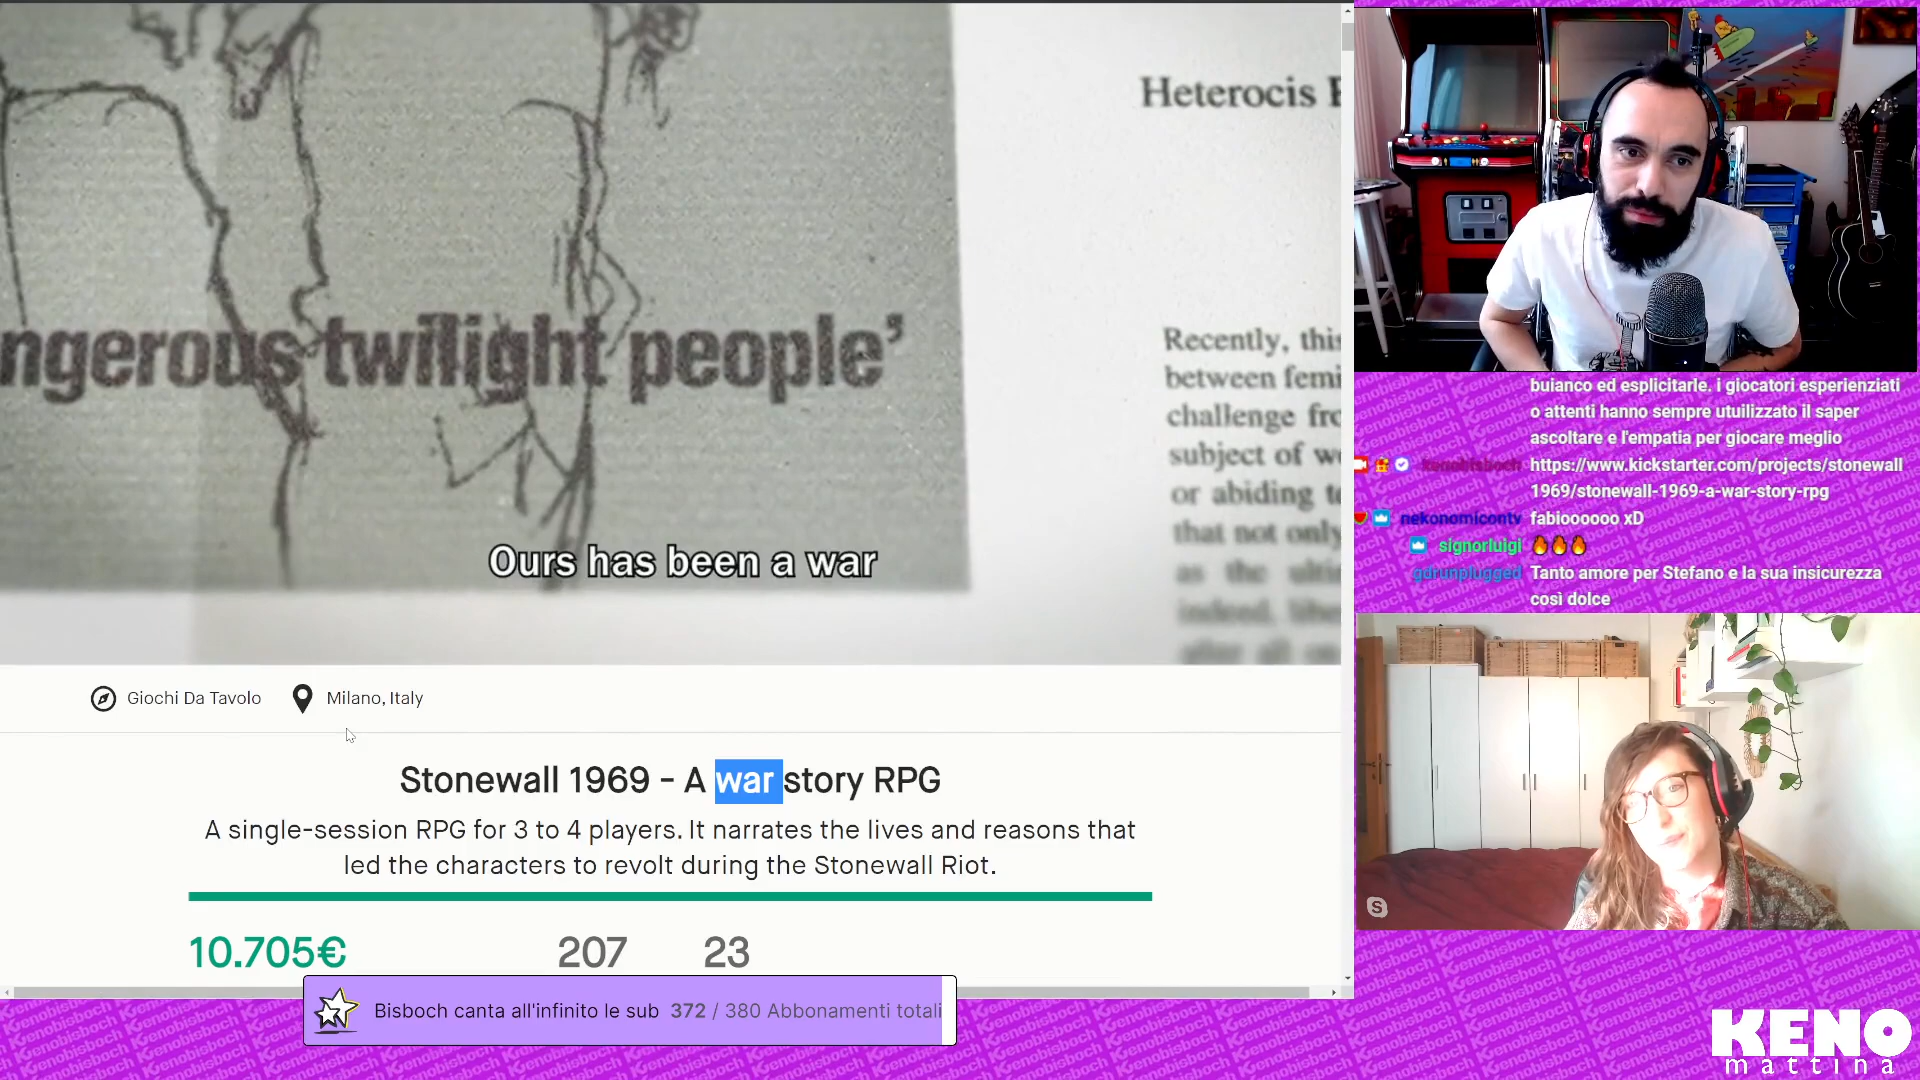 Heterocis
ngerous twilight people’
Recently, this
between femi
challenge fro
subject of w
or abiding t
that not only
as the
indeed,
Ours has been a war
Giochi Da Tavolo
Milano, Italy
Stonewall 1969 - A war story RPG
A single-session RPG for 3 to 4 players. It narrates the lives and reasons that
led the characters to revolt during the Stonewall Riot.
10.705€
207
23
Bisboch canta all'infinito le sub 372 / 380 Abbonamenti totali
buianco ed esplicitarle. i giocatori esperienziati
o attenti hanno sempre utuilizzato il saper
ascoltare e l'empatia per giocare meglio
kenobisboch https://www.kickstarter.com/projects/stonewall
1969/stonewall-1969-a-war-story-rpg
nekonomicontv fabioooooo xD
signorluigi 🔥🔥🔥
gdrunplugged Tanto amore per Stefano e la sua insicurezza
così dolce
KENO
mattina